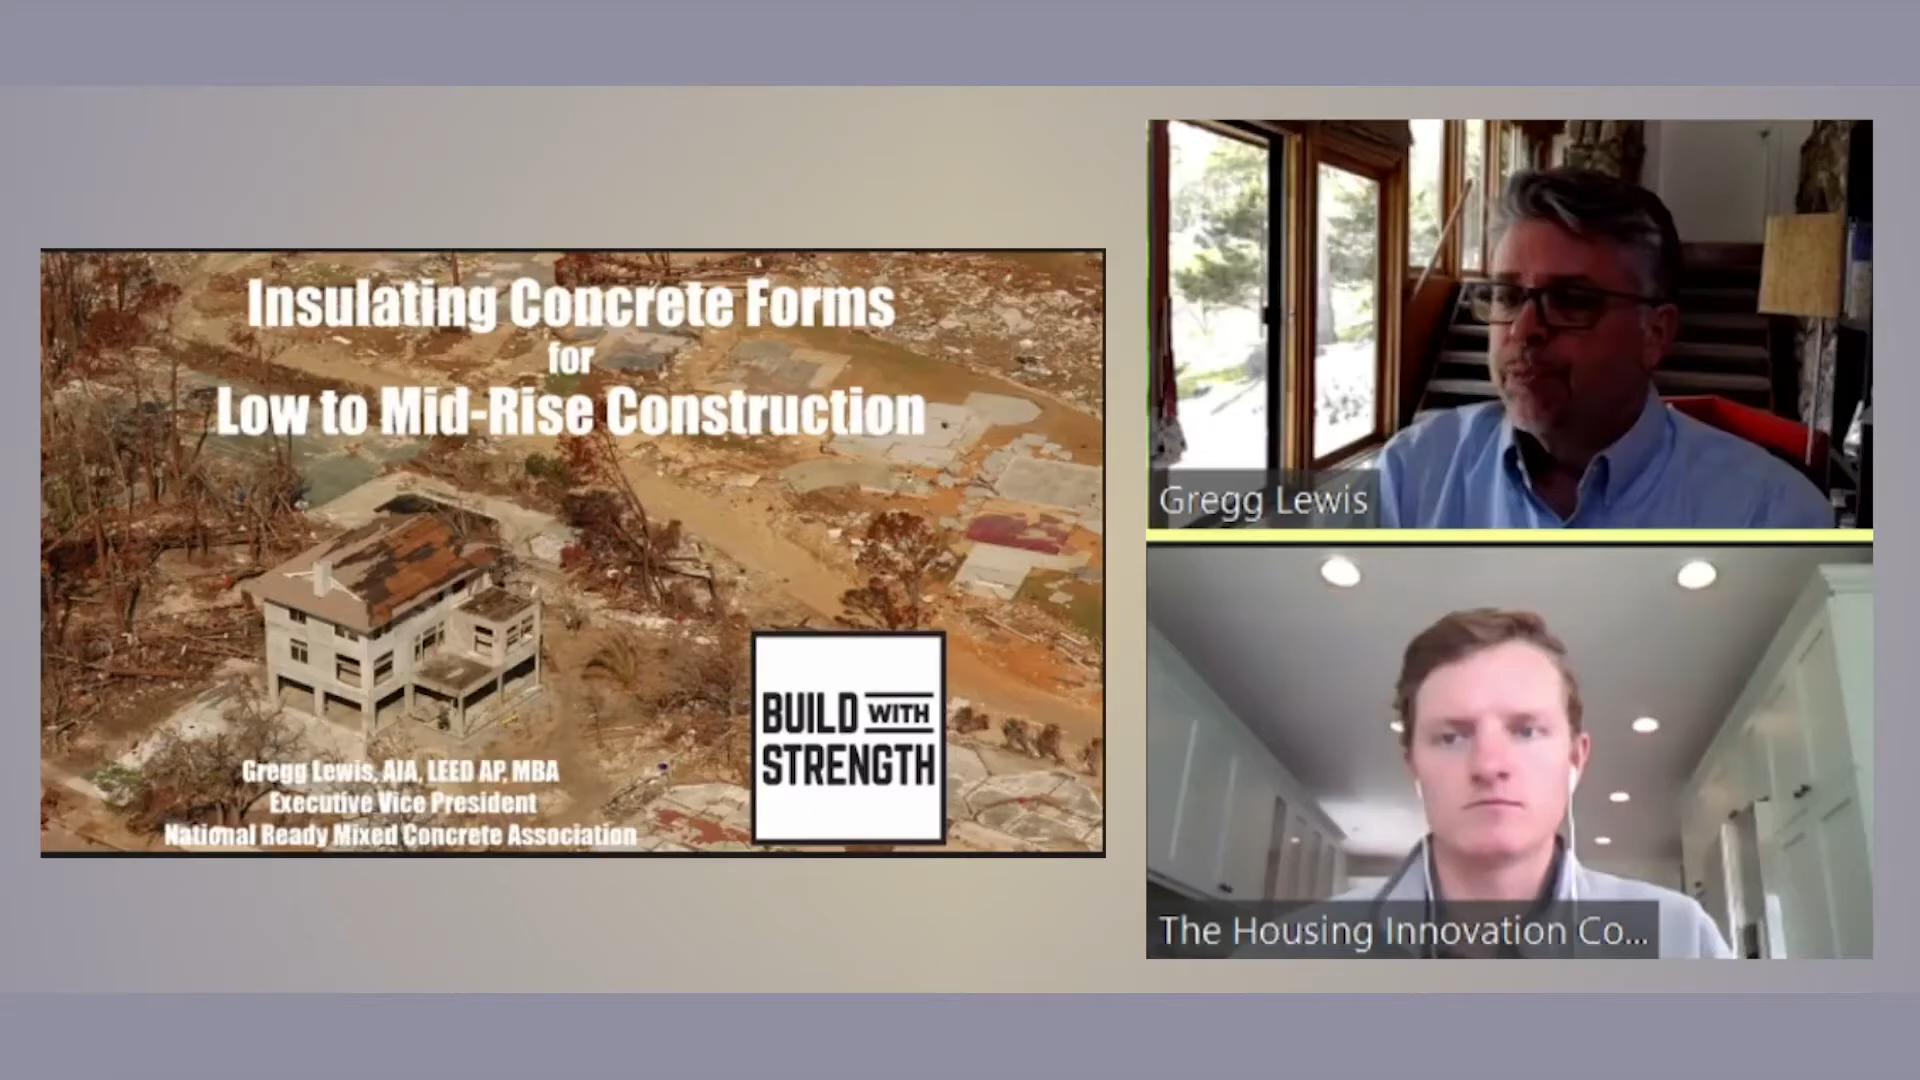 Insulating Concrete Forms
for
Low to Mid-Rise Construction
Gregg Lewis, AIA, LEED AP, MBA
Executive Vice President
National Ready Mixed Concrete Association
BUILD WITH
STRENGTH
Gregg Lewis
The Housing Innovation Co...